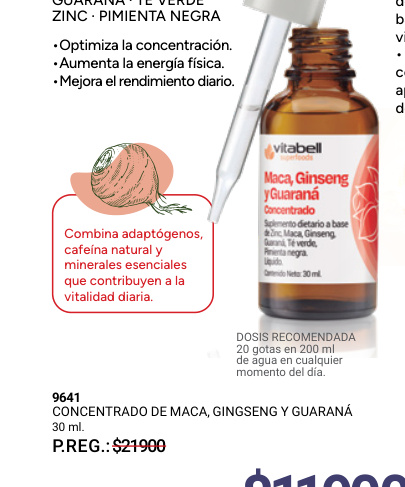 GUARANÁ · TÉ VERDE
ZINC · PIMIENTA NEGRA
•Optimiza la concentración.
•Aumenta la energía física.
•Mejora el rendimiento diario.
vitabell
superfoods
Maca, Ginseng
y Guaraná
Concentrado
Suplemento dietario a base
de Zinc, Maca, Ginseng,
Guaraná, Té verde,
Pimienta negra.
Líquido.
Contenido Neto: 30 ml.
Combina adaptógenos,
cafeína natural y
minerales esenciales
que contribuyen a la
vitalidad diaria.
DOSIS RECOMENDADA
20 gotas en 200 ml
de agua en cualquier
momento del día.
9641
CONCENTRADO DE MACA, GINGSENG Y GUARANÁ
30 ml.
P.REG.: $21900